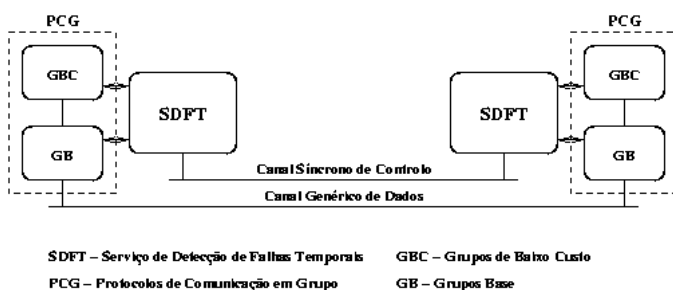 PCG PCG
GBC GBC
SDFT SDFT
GB GB
Canal Síncrono de Controlo
Canal Genérico de Dados
SDFT – Serviço de Detecção de Falhas Temporais GBC – Grupos de Baixo Custo
PCG – Protocolos de Comunicação em Grupo GB – Grupos Base